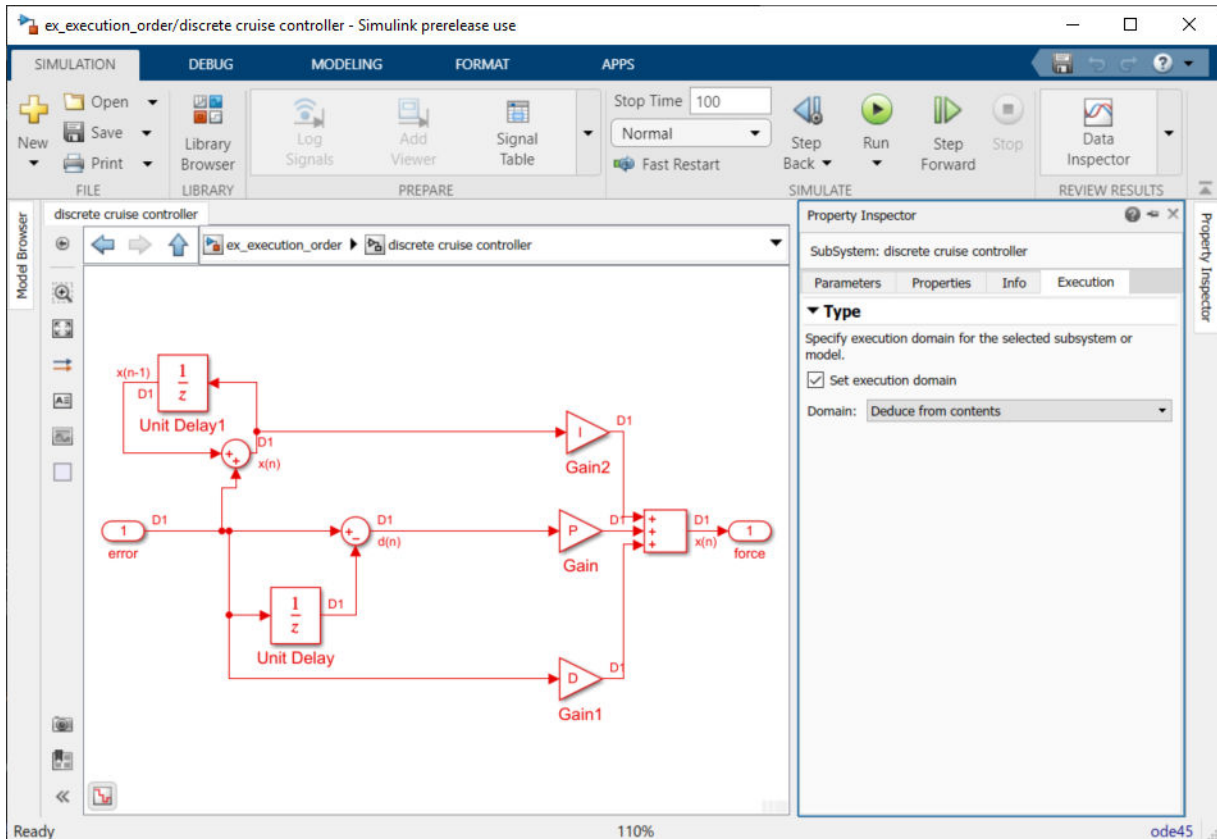 ex_execution_order/discrete cruise controller - Simulink prerelease use
SIMULATION DEBUG MODELING FORMAT APPS
?
New
Open
Save
Print
FILE
Library
Browser
LIBRARY
Log
Signals
Add
Viewer
Signal
Table
PREPARE
Stop Time 100
Normal
Fast Restart
Step
Back
Run
Step
Forward
Stop
SIMULATE
Data
Inspector
REVIEW RESULTS
Model Browser
discrete cruise controller
ex_execution_order discrete cruise controller
x(n-1)
D1
1
z
Unit Delay1
+
+
D1
x(n)
I
D1
Gain2
1
D1
error
+
−
D1
d(n)
P
D1
Gain
+
+
+
D1
x(n)
1
force
1
z
D1
Unit Delay
D
D1
Gain1
Property Inspector
?
SubSystem: discrete cruise controller
Parameters Properties Info Execution
Type
Specify execution domain for the selected subsystem or
model.
Set execution domain
Domain: Deduce from contents
Property Inspector
Ready 110% ode45